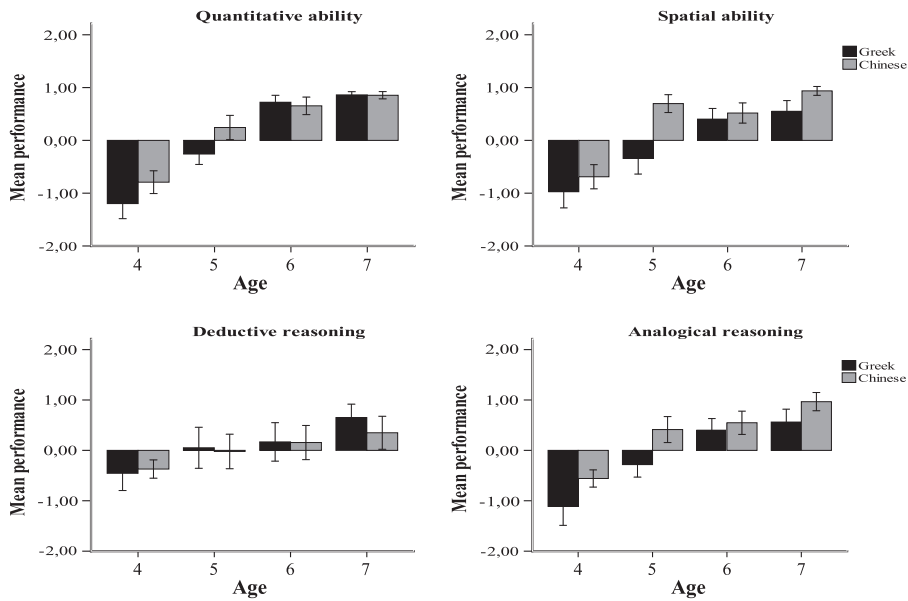 Quantitative ability
2,00
1,00
0,00
-1,00
-2,00
Mean performance
4 5 6 7
Age
Spatial ability
2,00
1,00
0,00
-1,00
-2,00
Mean performance
4 5 6 7
Age
Greek
Chinese
Deductive reasoning
2,00
1,00
0,00
-1,00
-2,00
Mean performance
4 5 6 7
Age
Analogical reasoning
2,00
1,00
0,00
-1,00
-2,00
Mean performance
4 5 6 7
Age
Greek
Chinese